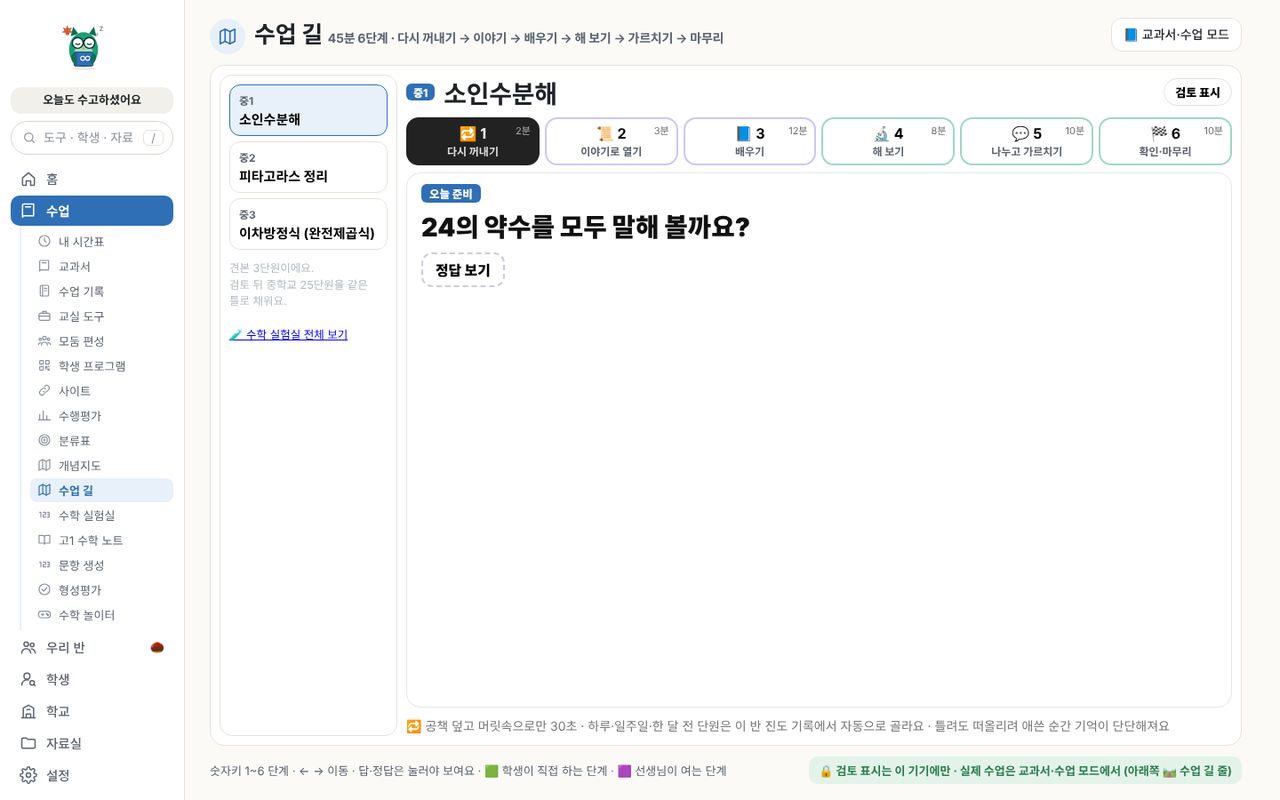 z
오늘도 수고하셨어요
도구 · 학생 · 자료 /
홈
수업
내 시간표
교과서
수업 기록
교실 도구
모둠 편성
학생 프로그램
사이트
수행평가
분류표
개념지도
수업 길
123 수학 실험실
고1 수학 노트
123 문항 생성
형성평가
수학 놀이터
우리 반
학생
학교
자료실
설정
수업 길 45분 6단계 · 다시 꺼내기 → 이야기 → 배우기 → 해 보기 → 가르치기 → 마무리
📘 교과서·수업 모드
중1
소인수분해
중2
피타고라스 정리
중3
이차방정식 (완전제곱식)
견본 3단원이에요.
검토 뒤 중학교 25단원을 같은
틀로 채워요.
🧪 수학 실험실 전체 보기
중1 소인수분해
검토 표시
🔁 1 2분
다시 꺼내기
📜 2 3분
이야기로 열기
📘 3 12분
배우기
🔬 4 8분
해 보기
💬 5 10분
나누고 가르치기
🏁 6 10분
확인·마무리
오늘 준비
24의 약수를 모두 말해 볼까요?
정답 보기
🔁 공책 덮고 머릿속으로만 30초 · 하루·일주일·한 달 전 단원은 이 반 진도 기록에서 자동으로 골라요 · 틀려도 떠올리려 애쓴 순간 기억이 단단해져요
숫자키 1~6 단계 · ← → 이동 · 답·정답은 눌러야 보여요 · 🟩 학생이 직접 하는 단계 · 🟪 선생님이 여는 단계
🔒 검토 표시는 이 기기에만 · 실제 수업은 교과서·수업 모드에서 (아래쪽 🛤️ 수업 길 줄)